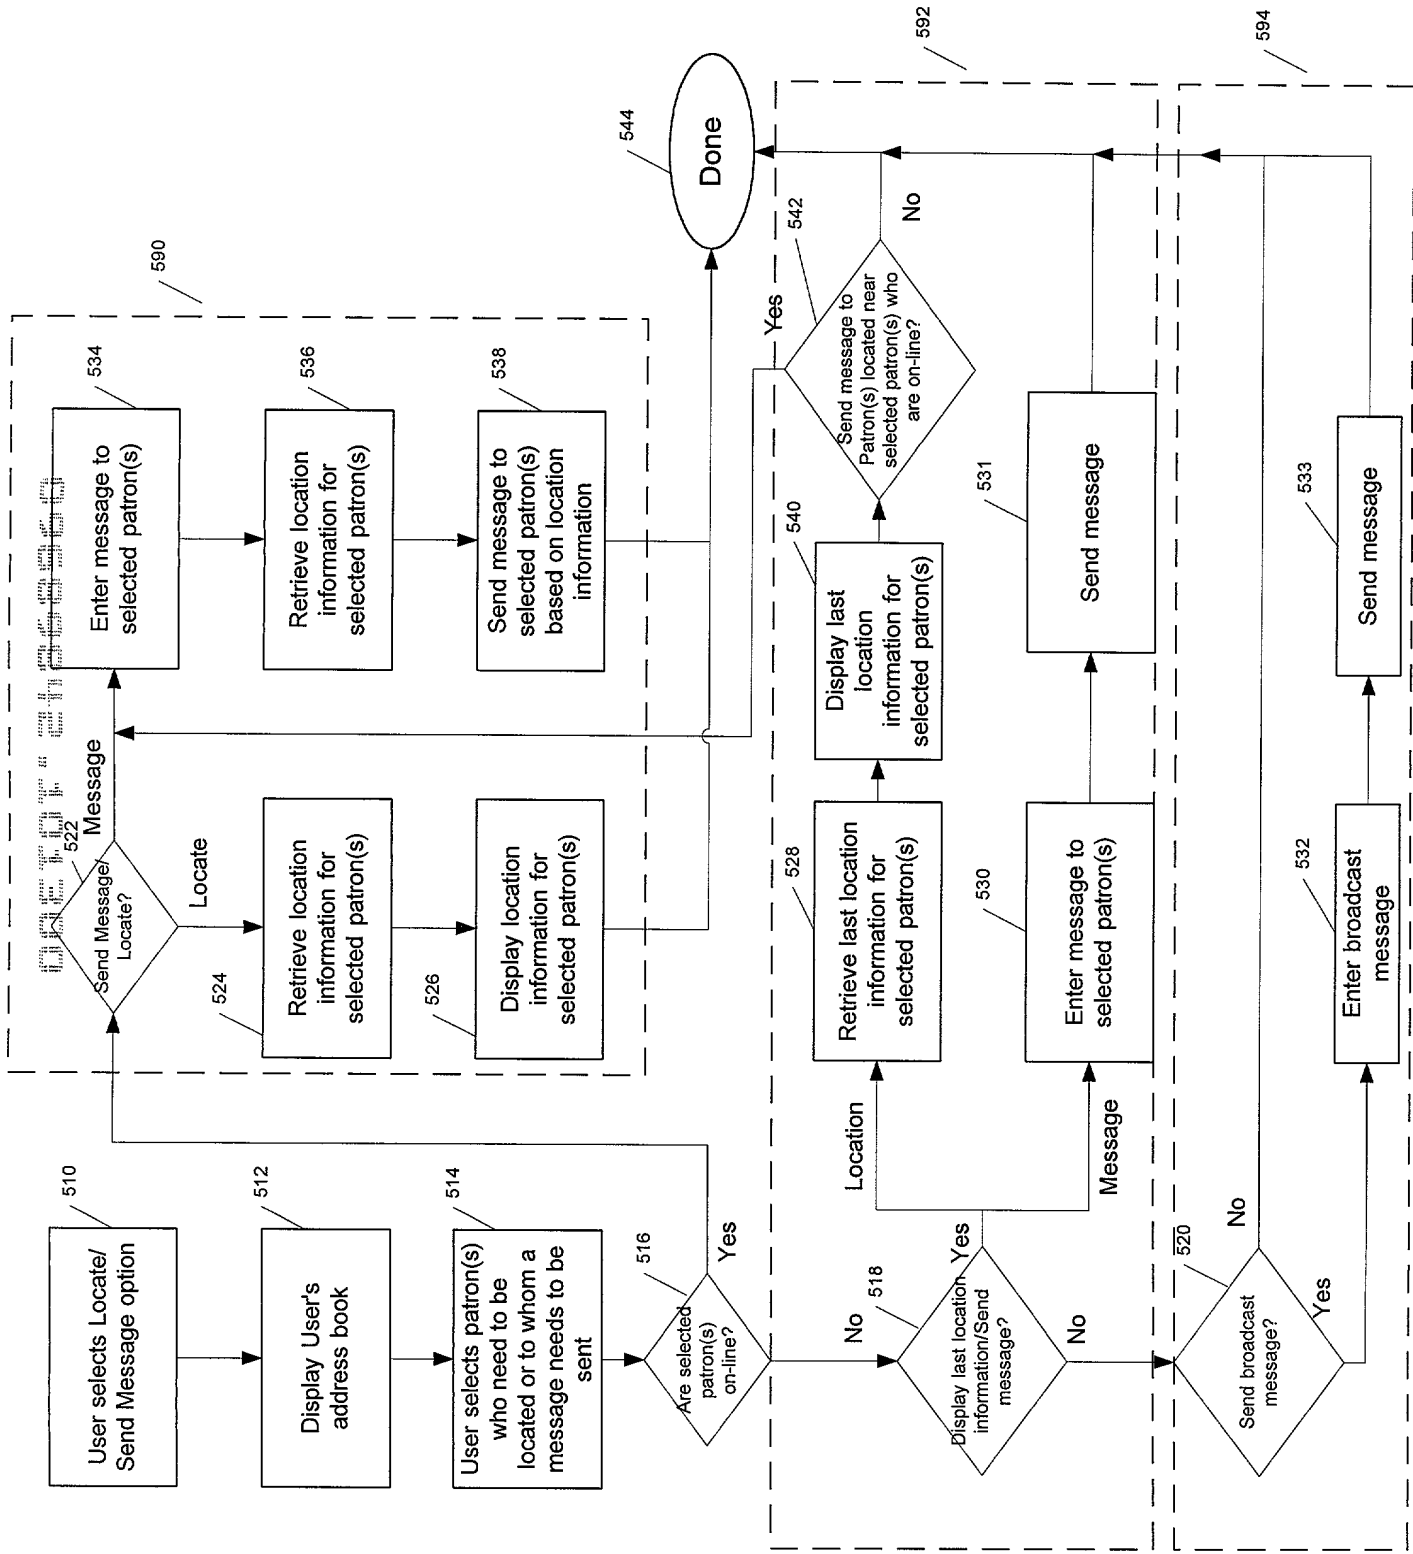 510
User selects Locate/
Send Message option
512
Display User's
address book
514
User selects patron(s)
who need to be
located or to whom a
message needs to be
sent
516
Are selected
patron(s)
on-line?
Yes
No
590
522
Send Message/
Locate?
Message
Locate
524
Retrieve location
information for
selected patron(s)
526
Display location
information for
selected patron(s)
534
Enter message to
selected patron(s)
536
Retrieve location
information for
selected patron(s)
538
Send message to
selected patron(s)
based on location
information
544
Done
592
518
Display last location
information/Send
message?
Yes
No
Location
Message
528
Retrieve last location
information for
selected patron(s)
540
Display last
location
information for
selected patron(s)
542
Send message to
Patron(s) located near
selected patron(s) who
are on-line?
Yes
No
530
Enter message to
selected patron(s)
531
Send message
594
520
Send broadcast
message?
No
Yes
532
Enter broadcast
message
533
Send message